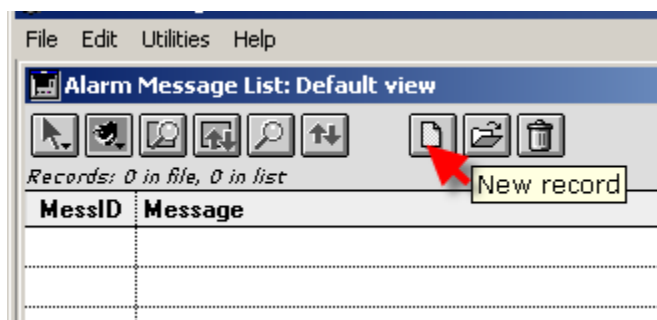 File Edit Utilities Help
Alarm Message List: Default view
Records: 0 in file, 0 in list
New record
MessID Message